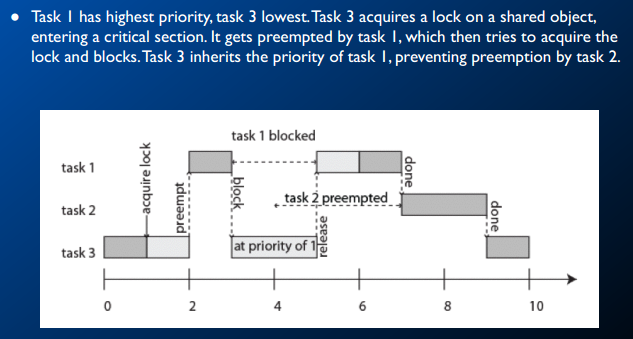 • Task 1 has highest priority, task 3 lowest. Task 3 acquires a lock on a shared object,
entering a critical section. It gets preempted by task 1, which then tries to acquire the
lock and blocks. Task 3 inherits the priority of task 1, preventing preemption by task 2.
task 1 blocked
task 1
acquire lock
preempt
block
done
task 2
task 2 preempted
done
task 3
at priority of 1
release
0 2 4 6 8 10